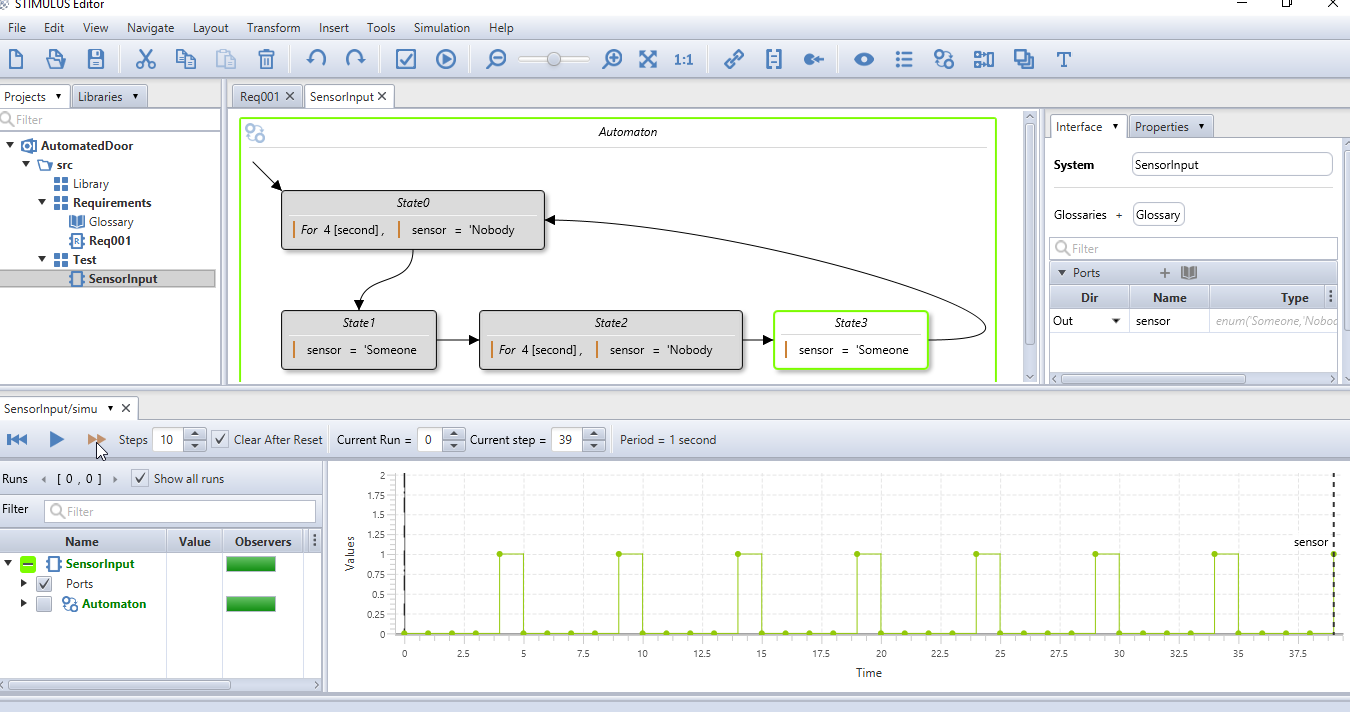 STIMULUS Editor
File Edit View Navigate Layout Transform Insert Tools Simulation Help
1:1
Projects Libraries
Filter
AutomatedDoor
src
Library
Requirements
Glossary
Req001
Test
SensorInput
Req001 SensorInput
Automaton
State0
For 4 [second] , sensor = 'Nobody
State1
sensor = 'Someone
State2
For 4 [second] , sensor = 'Nobody
State3
sensor = 'Someone
Interface Properties
System SensorInput
Glossaries + Glossary
Filter
Ports
Dir Name Type
Out sensor enum('Someone,'Nobod
SensorInput/simu
Steps 10 Clear After Reset Current Run = 0 Current step = 39 Period = 1 second
Runs [ 0 , 0 ] Show all runs
Filter Filter
Name Value Observers
SensorInput
Ports
Automaton
Values
2
1.75
1.5
1.25
1
0.75
0.5
0.25
0
sensor
0 2.5 5 7.5 10 12.5 15 17.5 20 22.5 25 27.5 30 32.5 35 37.5
Time